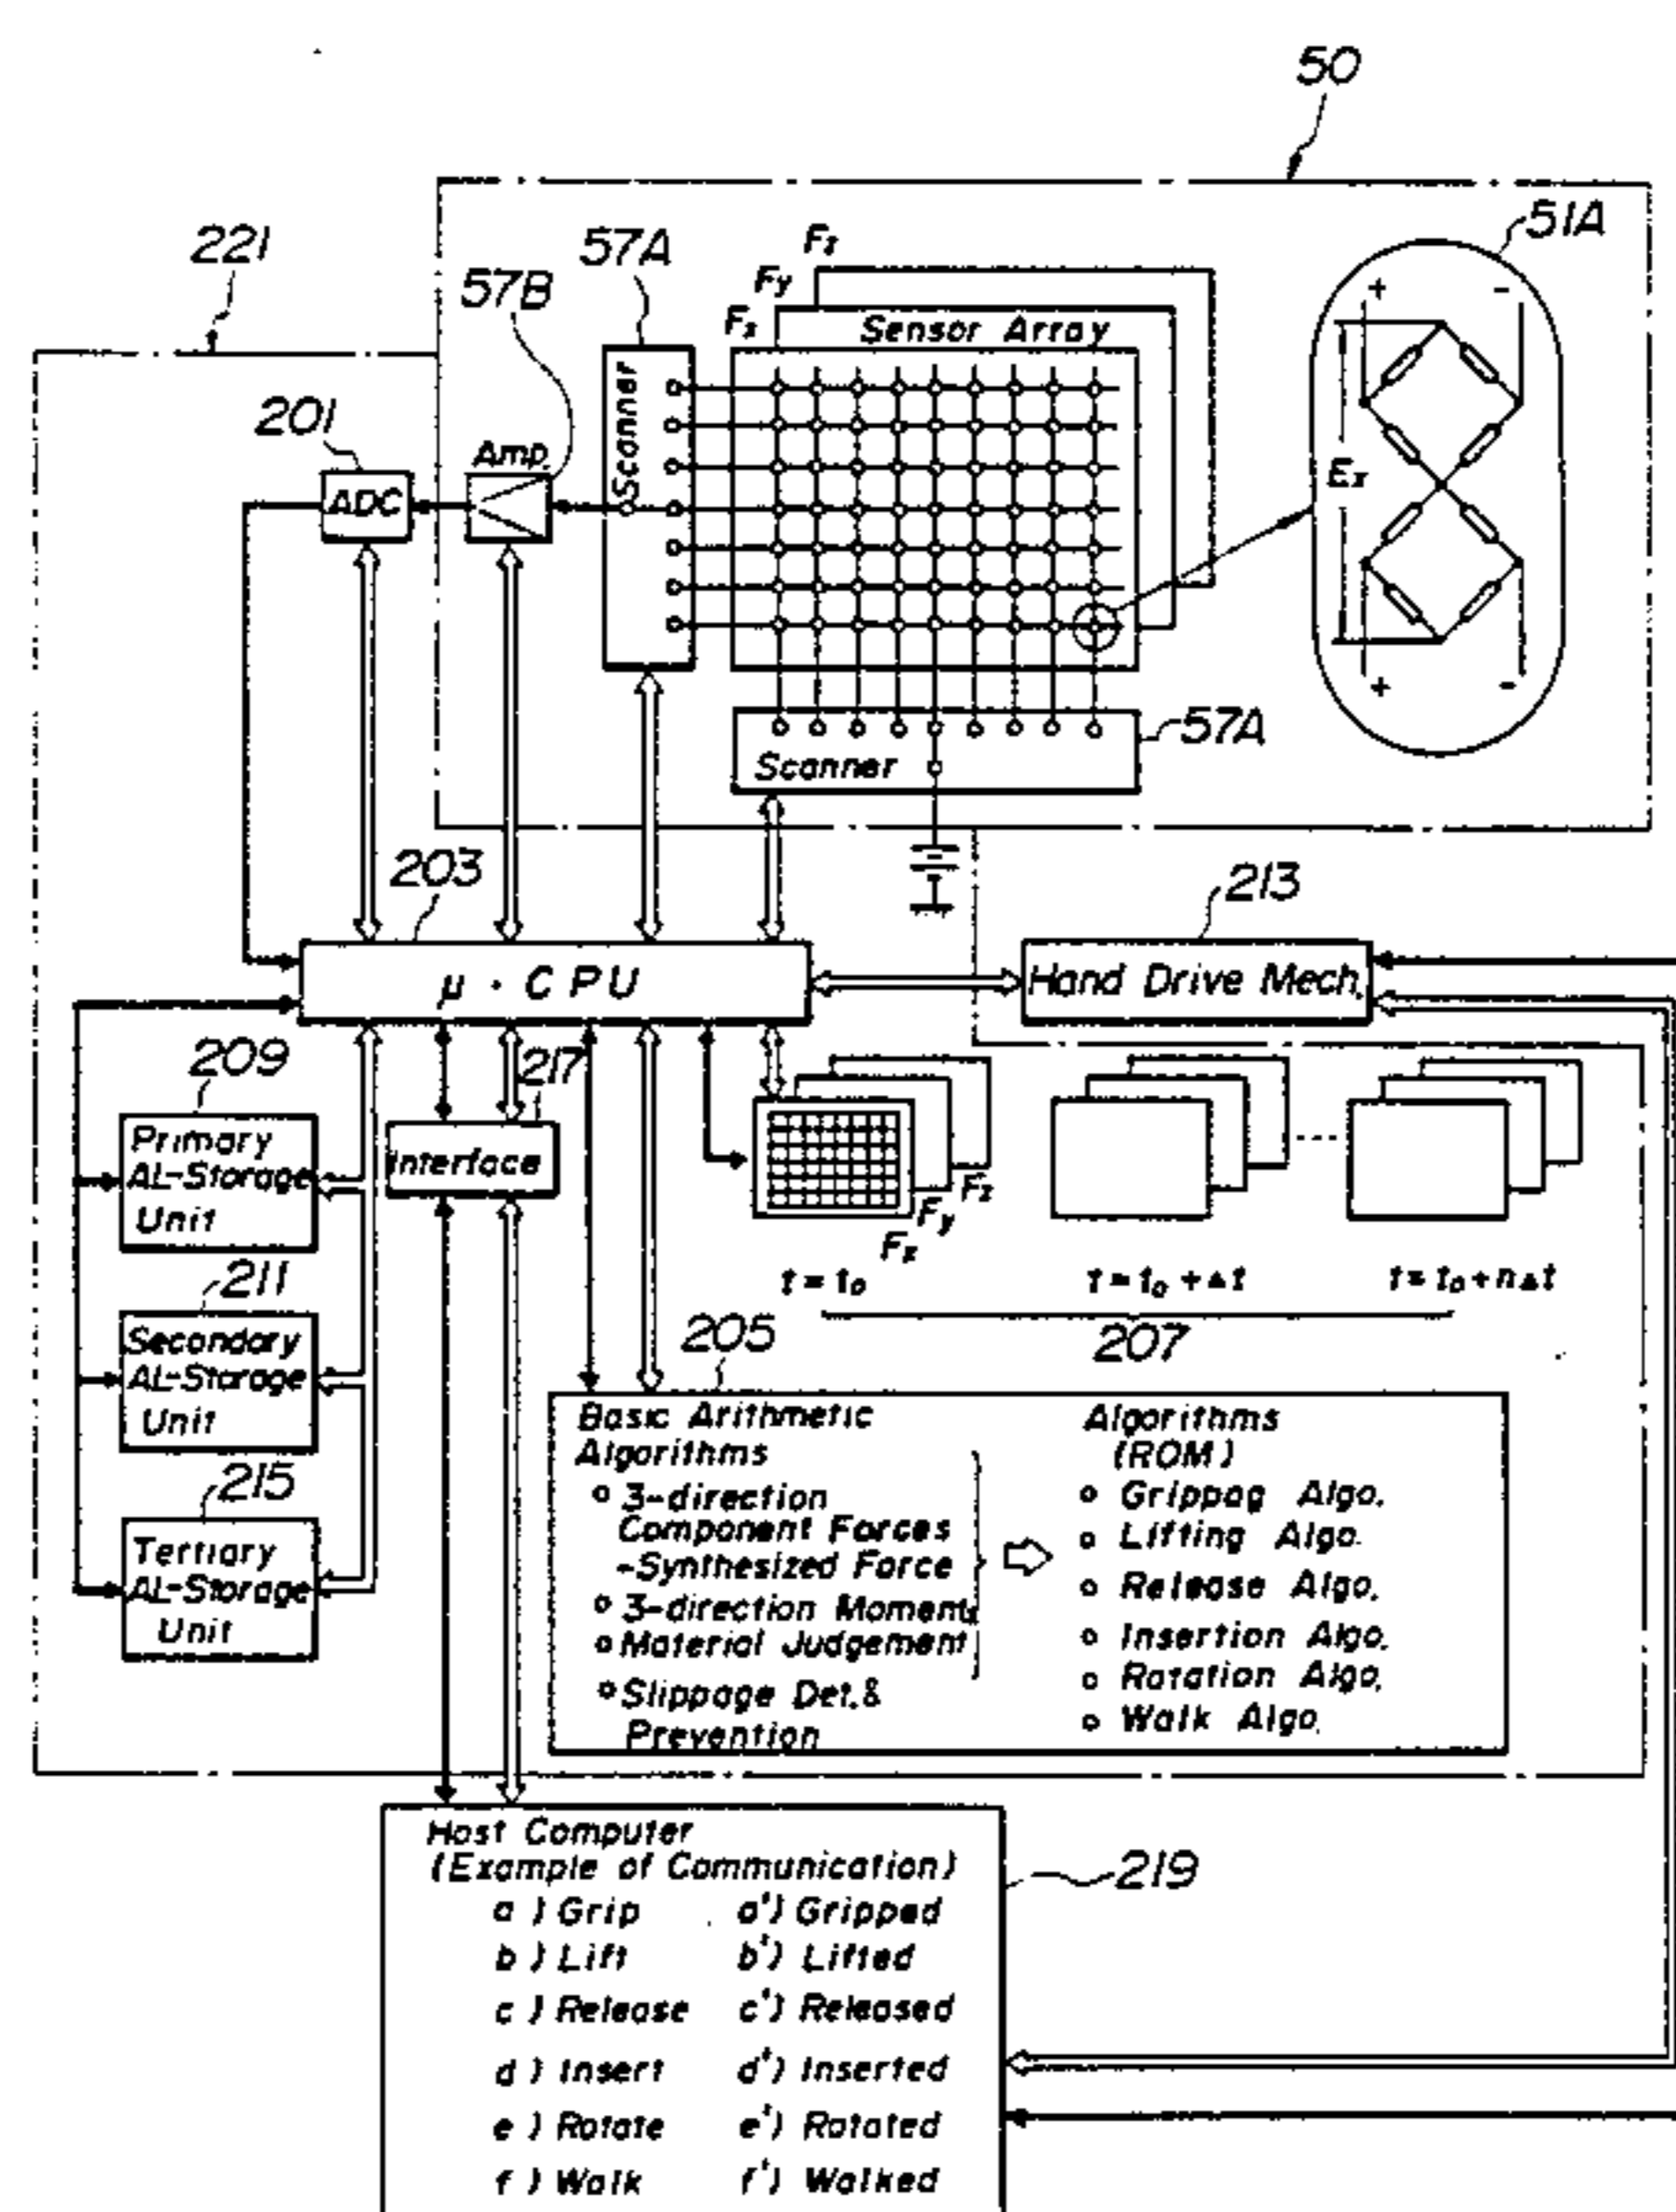 50
51A
221
57A
57B
Fz
Fy
Fx
Sensor Array
Scanner
+ -
Ex
+ -
201
ADC
Amp.
57A
Scanner
203
μ · CPU
213
Hand Drive Mech.
209
Primary
AL-Storage
Unit
217
Interface
Fz
Fy
Fx
t = t₀
t = t₀ + ▲t
t = t₀ + n▲t
207
211
Secondary
AL-Storage
Unit
205
Basic Arithmetic
Algorithms
o 3-direction
Component Forces
-Synthesized Force
o 3-direction Moments
o Material Judgement
o Slippage Det. &
Prevention
Algorithms
(ROM)
o Grippag Algo.
o Lifting Algo.
o Release Algo.
o Insertion Algo.
o Rotation Algo.
o Walk Algo.
215
Tertiary
AL-Storage
Unit
Host Computer
(Example of Communication)
219
a ) Grip a') Gripped
b ) Lift b') Lifted
c ) Release c') Released
d ) Insert d') Inserted
e ) Rotate e') Rotated
f ) Walk f') Walked